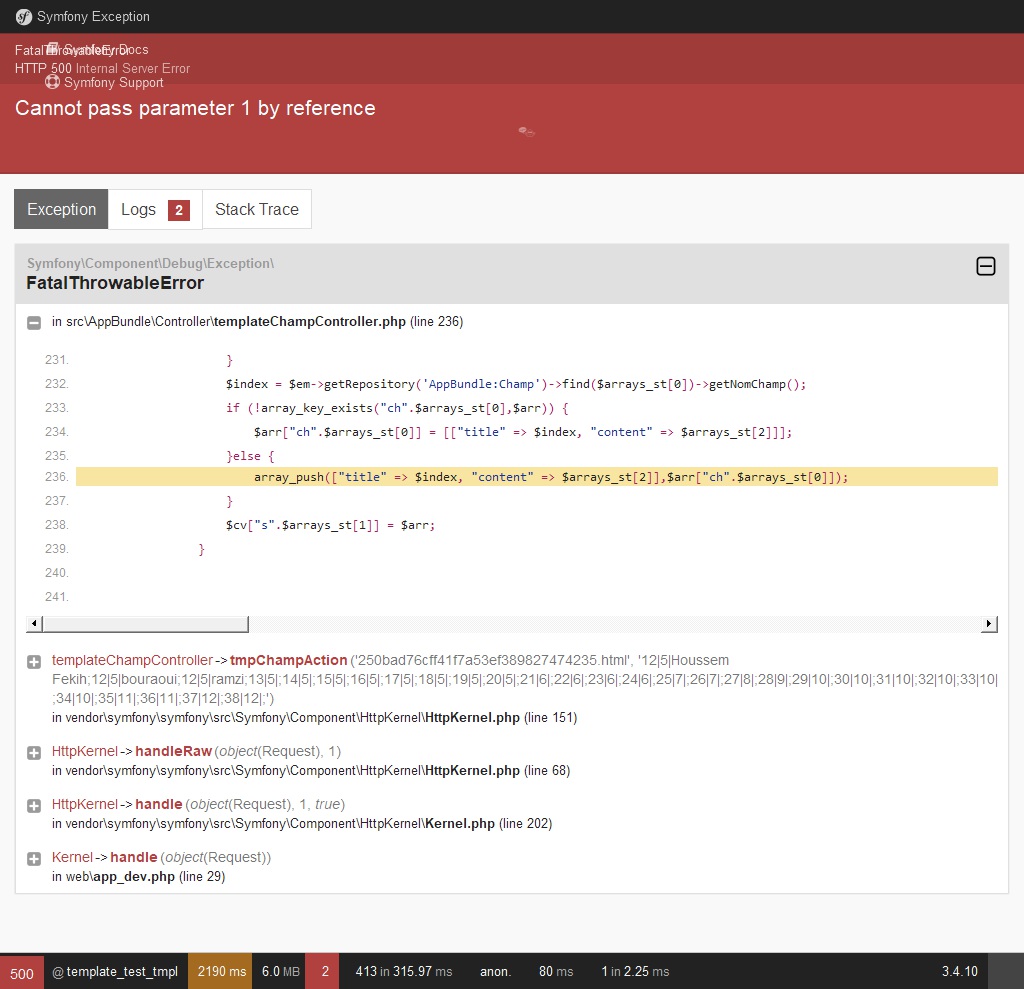 Symfony Exception
Symfony Docs
FatalThrowableError
HTTP 500 Internal Server Error
Symfony Support
Cannot pass parameter 1 by reference
Exception Logs 2 Stack Trace
Symfony\Component\Debug\Exception\
FatalThrowableError
in src\AppBundle\Controller\templateChampController.php (line 236)
231. }
232. $index = $em->getRepository('AppBundle:Champ')->find($arrays_st[0])->getNomChamp();
233. if (!array_key_exists("ch".$arrays_st[0],$arr)) {
234. $arr["ch".$arrays_st[0]] = [["title" => $index, "content" => $arrays_st[2]]];
235. }else {
236. array_push(["title" => $index, "content" => $arrays_st[2]],$arr["ch".$arrays_st[0]]);
237. }
238. $cv["s".$arrays_st[1]] = $arr;
239. }
240.
241.
templateChampController->tmpChampAction('250bad76cff41f7a53ef389827474235.html', '12|5|Houssem
Fekih;12|5|bouraoui;12|5|ramzi;13|5|;14|5|;15|5|;16|5|;17|5|;18|5|;19|5|;20|5|;21|6|;22|6|;23|6|;24|6|;25|7|;26|7|;27|8|;28|9|;29|10|;30|10|;31|10|;32|10|;33|10|
;34|10|;35|11|;36|11|;37|12|;38|12|;')
in vendor\symfony\symfony\src\Symfony\Component\HttpKernel\HttpKernel.php (line 151)
HttpKernel->handleRaw(object(Request), 1)
in vendor\symfony\symfony\src\Symfony\Component\HttpKernel\HttpKernel.php (line 68)
HttpKernel->handle(object(Request), 1, true)
in vendor\symfony\symfony\src\Symfony\Component\HttpKernel\Kernel.php (line 202)
Kernel->handle(object(Request))
in web\app_dev.php (line 29)
500 @ template_test_tmpl 2190 ms 6.0 MB 2 413 in 315.97 ms anon. 80 ms 1 in 2.25 ms 3.4.10